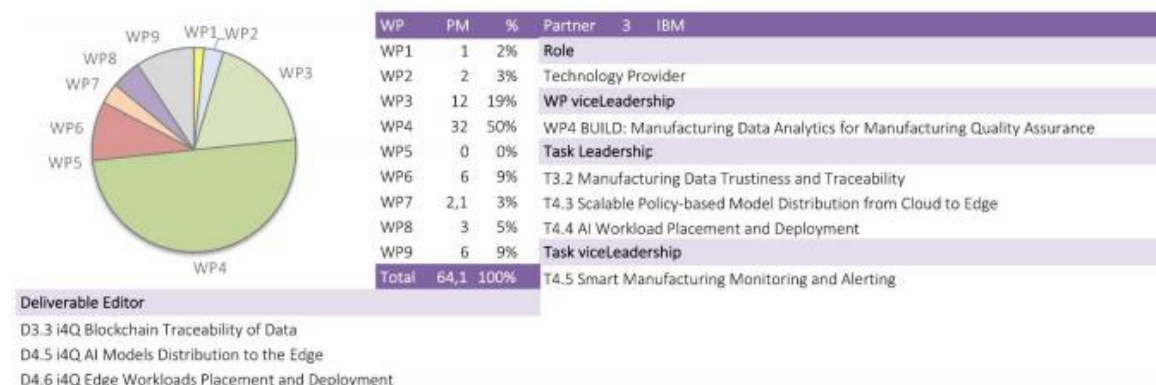 WP9 WP1 WP2
WP8
WP3
WP7
WP6
WP5
WP4
WP PM % Partner 3 IBM
WP1 1 2% Role
WP2 2 3% Technology Provider
WP3 12 19% WP viceLeadership
WP4 32 50% WP4 BUILD: Manufacturing Data Analytics for Manufacturing Quality Assurance
WP5 0 0% Task Leadership
WP6 6 9% T3.2 Manufacturing Data Trustiness and Traceability
WP7 2,1 3% T4.3 Scalable Policy-based Model Distribution from Cloud to Edge
WP8 3 5% T4.4 AI Workload Placement and Deployment
WP9 6 9% Task viceLeadership
Total 64,1 100% T4.5 Smart Manufacturing Monitoring and Alerting
Deliverable Editor
D3.3 i4Q Blockchain Traceability of Data
D4.5 i4Q AI Models Distribution to the Edge
D4.6 i4Q Edge Workloads Placement and Deployment